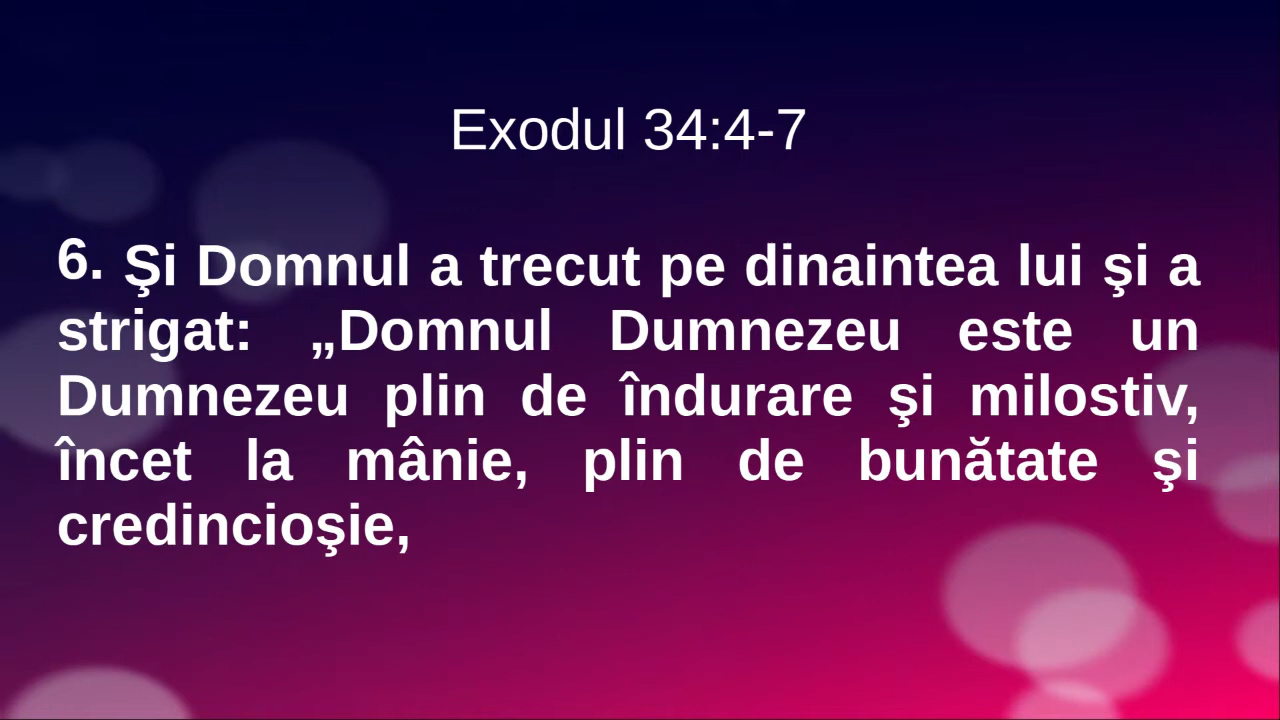 Exodul 34:4-7
6. Şi Domnul a trecut pe dinaintea lui şi a
strigat: „Domnul Dumnezeu este un
Dumnezeu plin de îndurare şi milostiv,
încet la mânie, plin de bunătate şi
credincioşie,